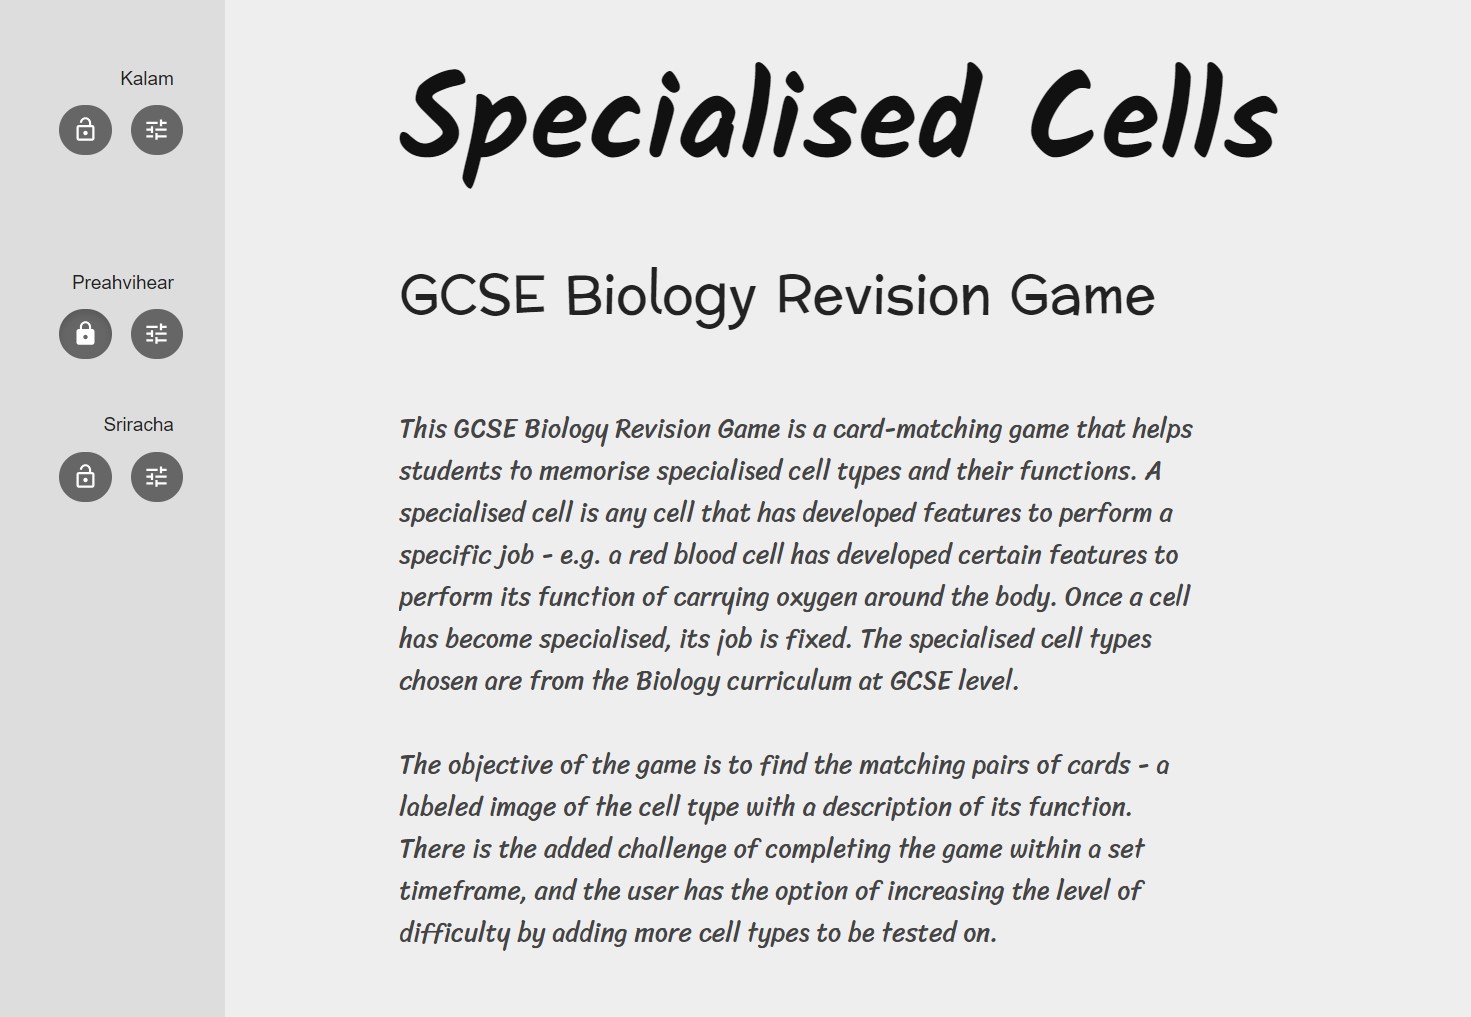 Kalam
Specialised Cells
Preahvihear
GCSE Biology Revision Game
Sriracha
This GCSE Biology Revision Game is a card-matching game that helps
students to memorise specialised cell types and their functions. A
specialised cell is any cell that has developed features to perform a
specific job - e.g. a red blood cell has developed certain features to
perform its function of carrying oxygen around the body. Once a cell
has become specialised, its job is fixed. The specialised cell types
chosen are from the Biology curriculum at GCSE level.
The objective of the game is to find the matching pairs of cards - a
labeled image of the cell type with a description of its function.
There is the added challenge of completing the game within a set
timeframe, and the user has the option of increasing the level of
difficulty by adding more cell types to be tested on.